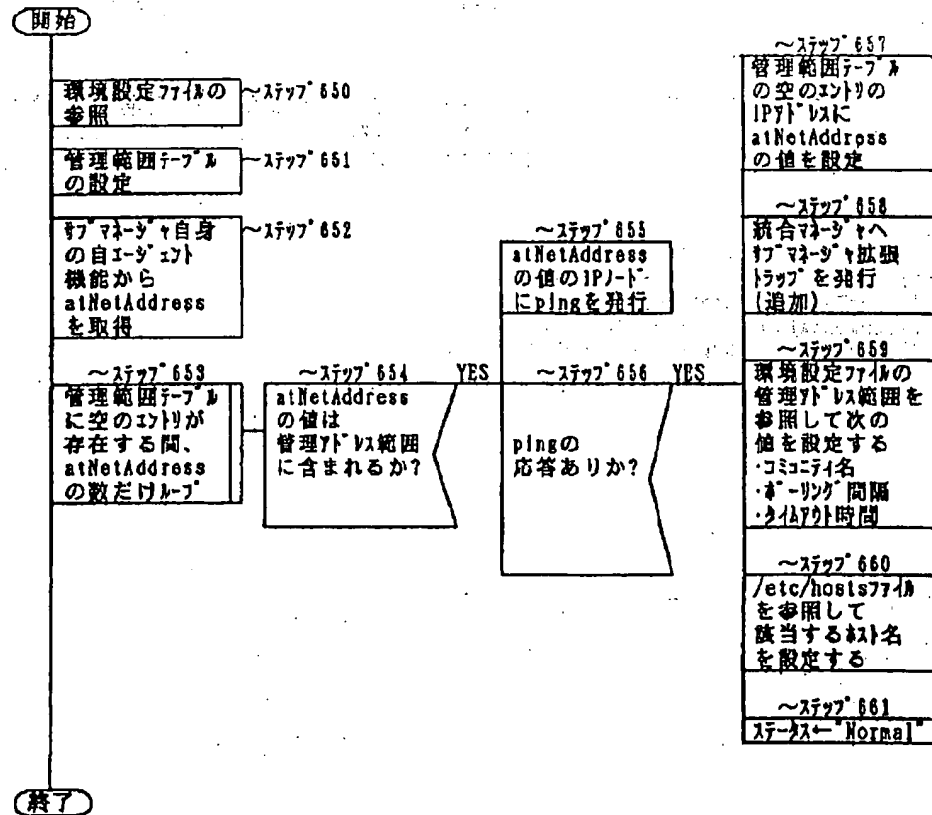 開始
環境設定ファイルの
参照
~ステップ650
管理範囲テーブル
の設定
~ステップ651
サブマネージャ自身
の自エージェント
機能から
atNetAddress
を取得
~ステップ652
~ステップ653
管理範囲テーブル
に空のエントリが
存在する間、
atNetAddress
の数だけループ
~ステップ654
atNetAddress
の値は
管理アドレス範囲
に含まれるか?
YES
~ステップ655
atNetAddress
の値のIPノード
にpingを発行
~ステップ656
pingの
応答ありか?
YES
~ステップ657
管理範囲テーブル
の空のエントリの
IPアドレスに
atNetAddress
の値を設定
~ステップ658
統合マネージャへ
サブマネージャ拡張
トラップを発行
(追加)
~ステップ659
環境設定ファイルの
管理アドレス範囲を
参照して次の
値を設定する
・コミュニティ名
・ポーリング間隔
・タイムアウト時間
~ステップ660
/etc/hostsファイル
を参照して
該当するホスト名
を設定する
~ステップ661
ステータス←"Normal"
終了